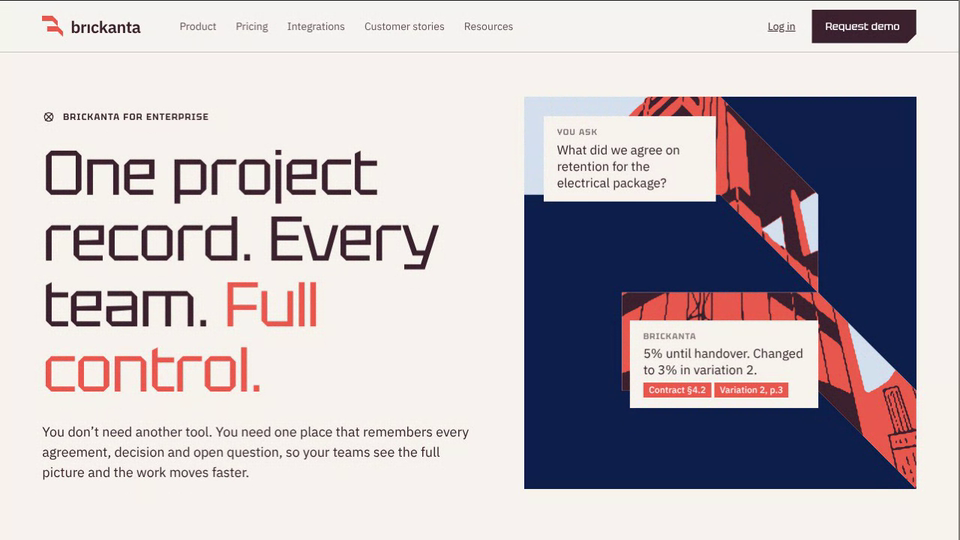 brickanta
Product
Pricing
Integrations
Customer stories
Resources
Log in
Request demo
BRICKANTA FOR ENTERPRISE
One project
record. Every
team. Full
control.
You don’t need another tool. You need one place that remembers every
agreement, decision and open question, so your teams see the full
picture and the work moves faster.
YOU ASK
What did we agree on
retention for the
electrical package?
BRICKANTA
5% until handover. Changed
to 3% in variation 2.
Contract §4.2
Variation 2, p.3